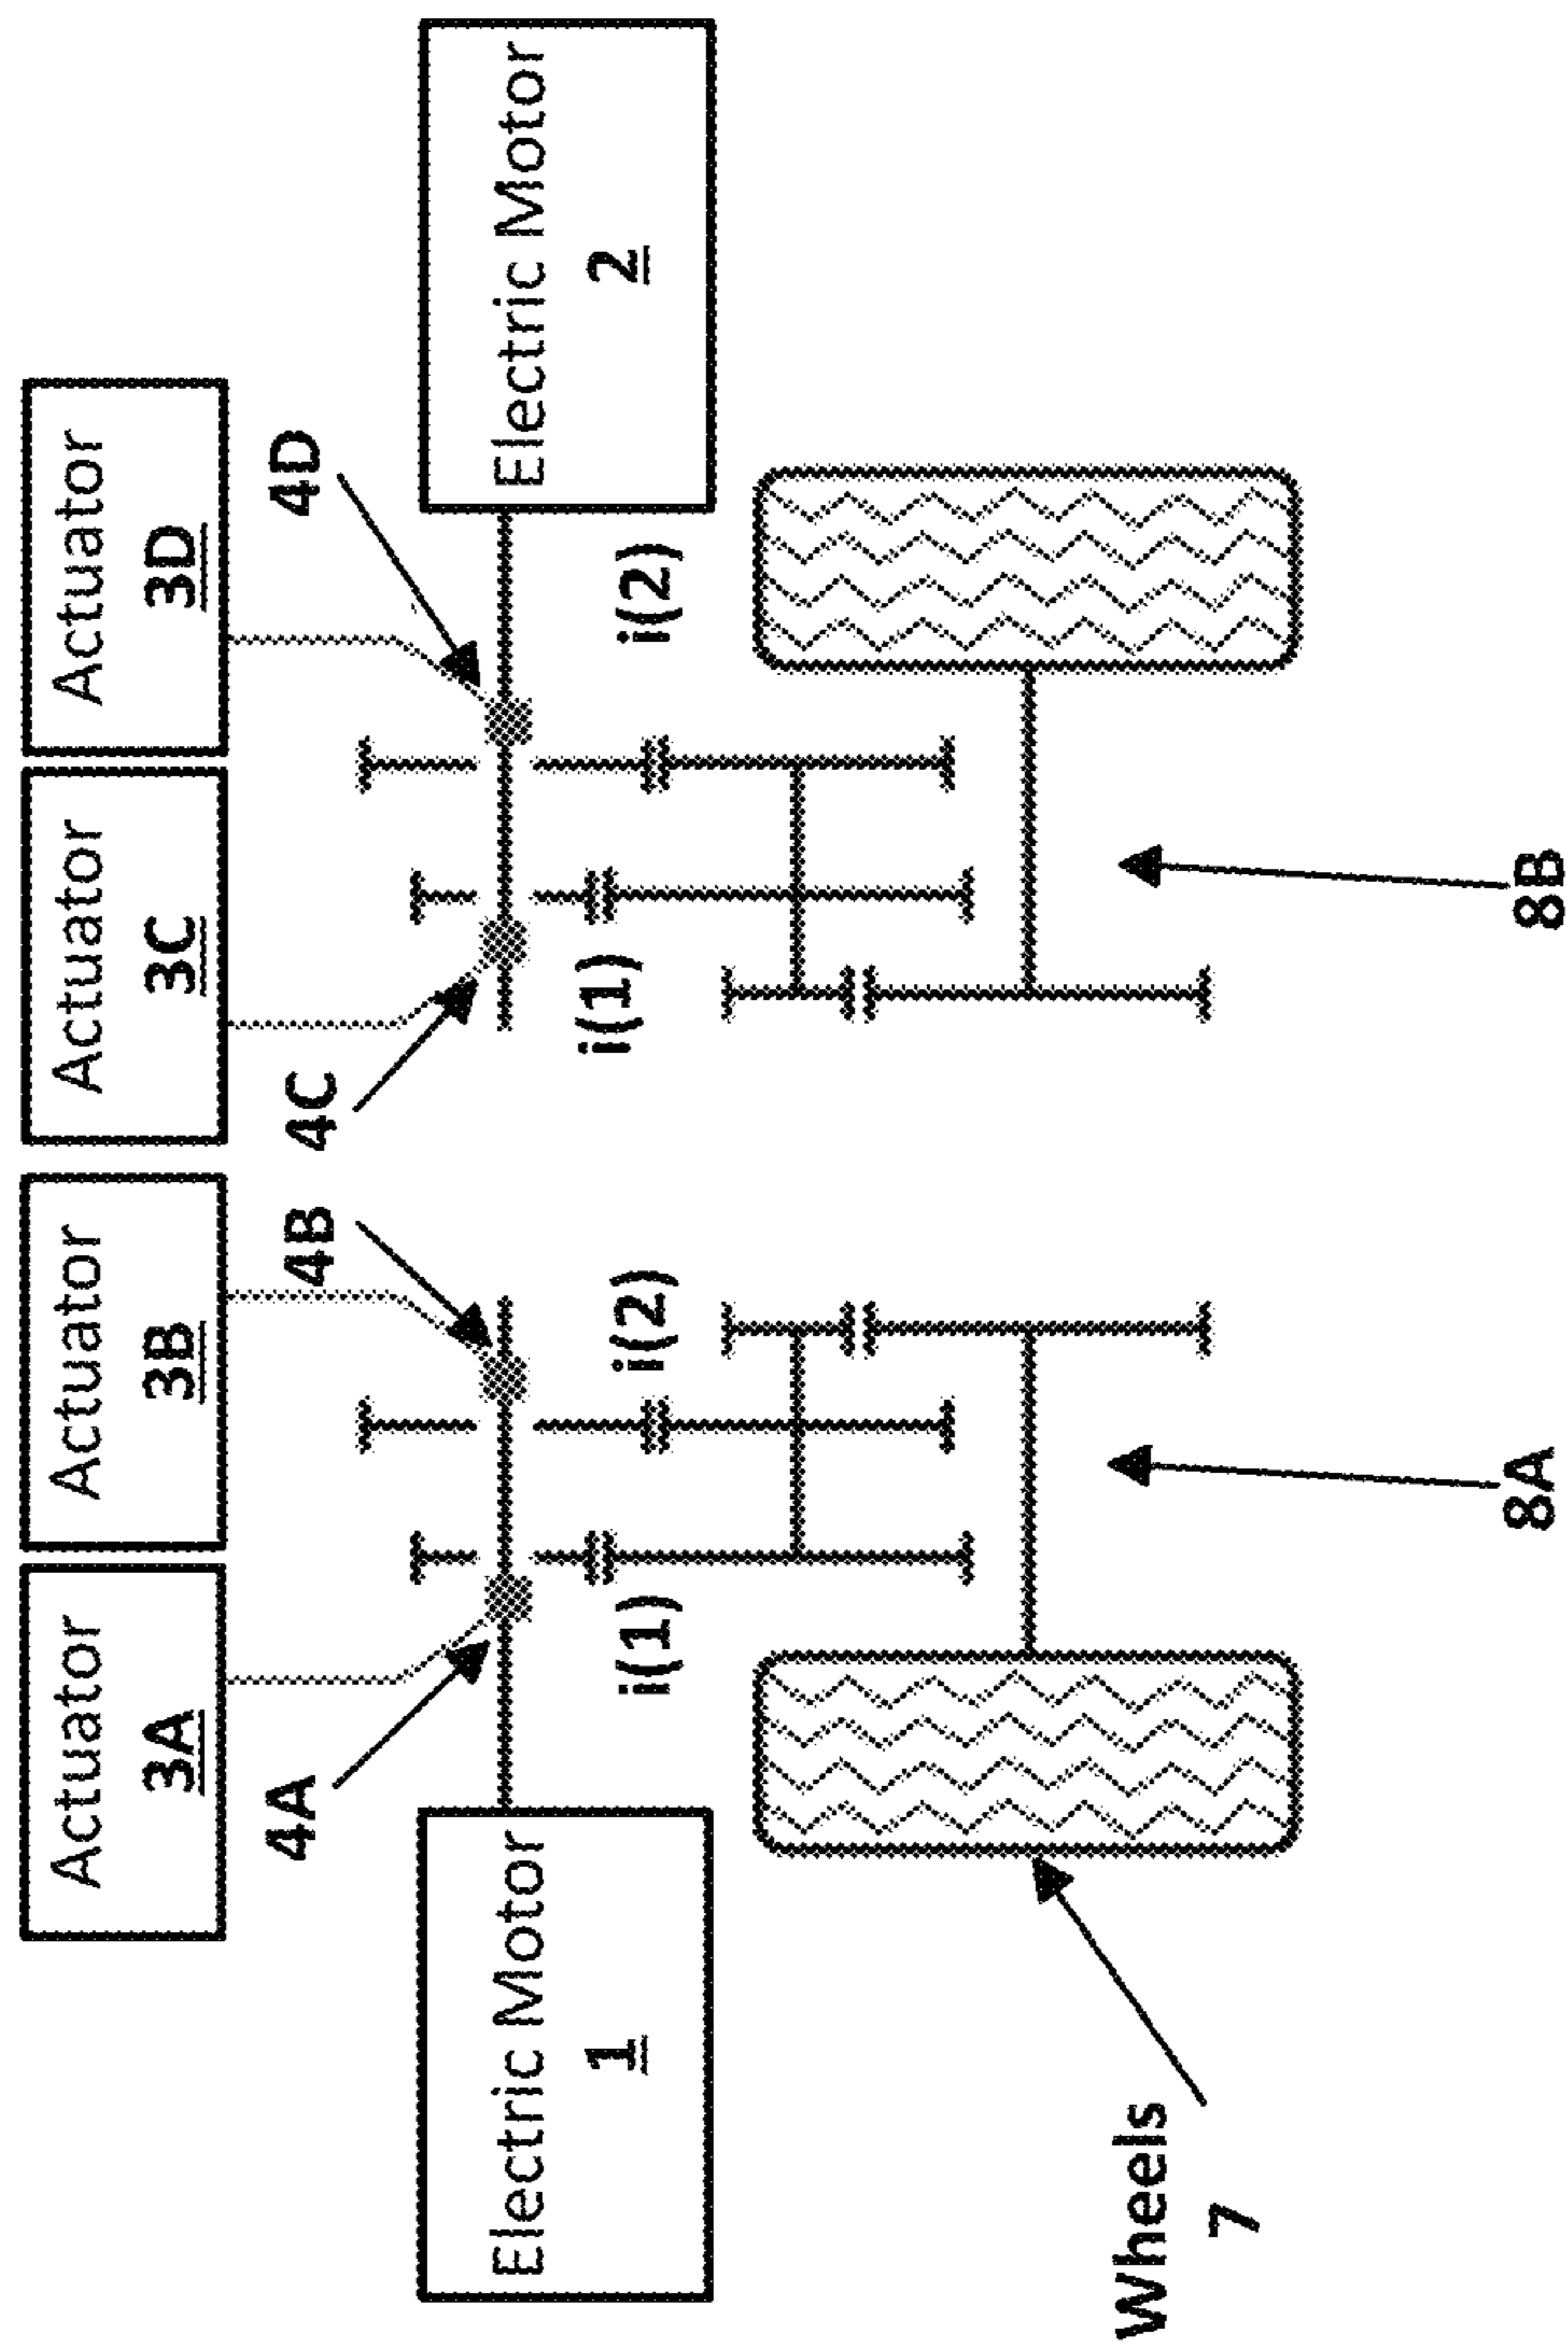 Actuator
3A
Actuator
3B
Actuator
3C
Actuator
3D
4A
4B
4C
4D
Electric Motor
1
Electric Motor
2
i(1)
i(2)
i(1)
i(2)
Wheels
7
8A
8B